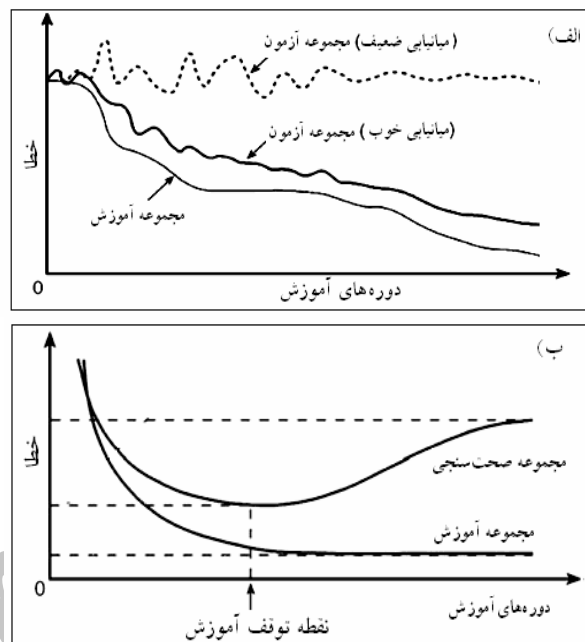 الف)
(میانیابی ضعیف) مجموعه آزمون
(میانیابی خوب) مجموعه آزمون
مجموعه آموزش
خطا
0
دوره‌های آموزش
ب)
مجموعه صحت‌سنجی
مجموعه آموزش
خطا
0
دوره‌های آموزش
نقطه توقف آموزش